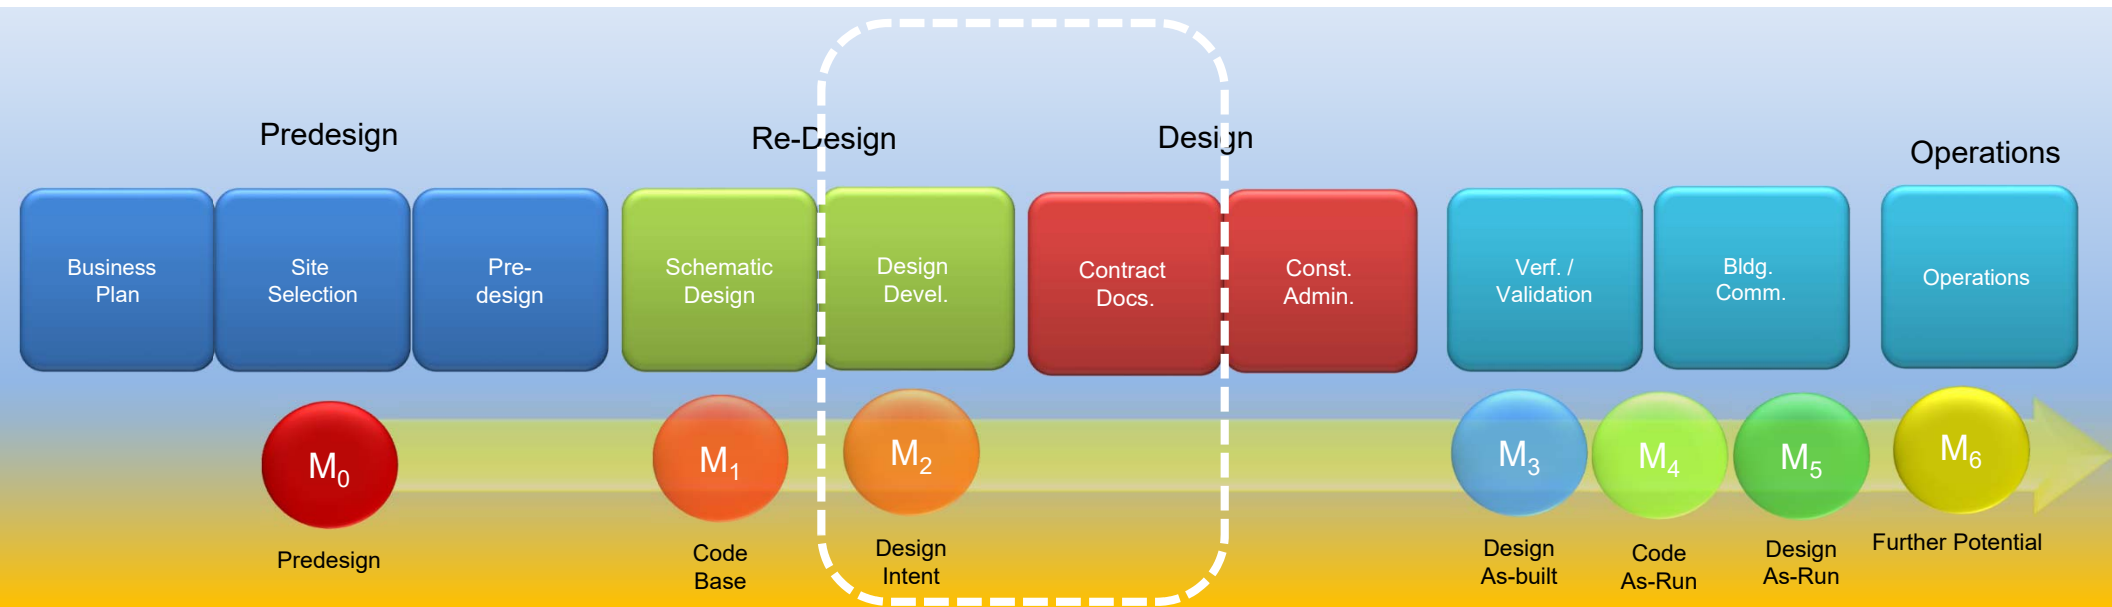 Predesign
Re-Design
Design
Operations
Business
Plan
Site
Selection
Pre-
design
Schematic
Design
Design
Devel.
Contract
Docs.
Const.
Admin.
Verf. /
Validation
Bldg.
Comm.
Operations
M0
M1
M2
M3
M4
M5
M6
Predesign
Code
Base
Design
Intent
Design
As-built
Code
As-Run
Design
As-Run
Further Potential